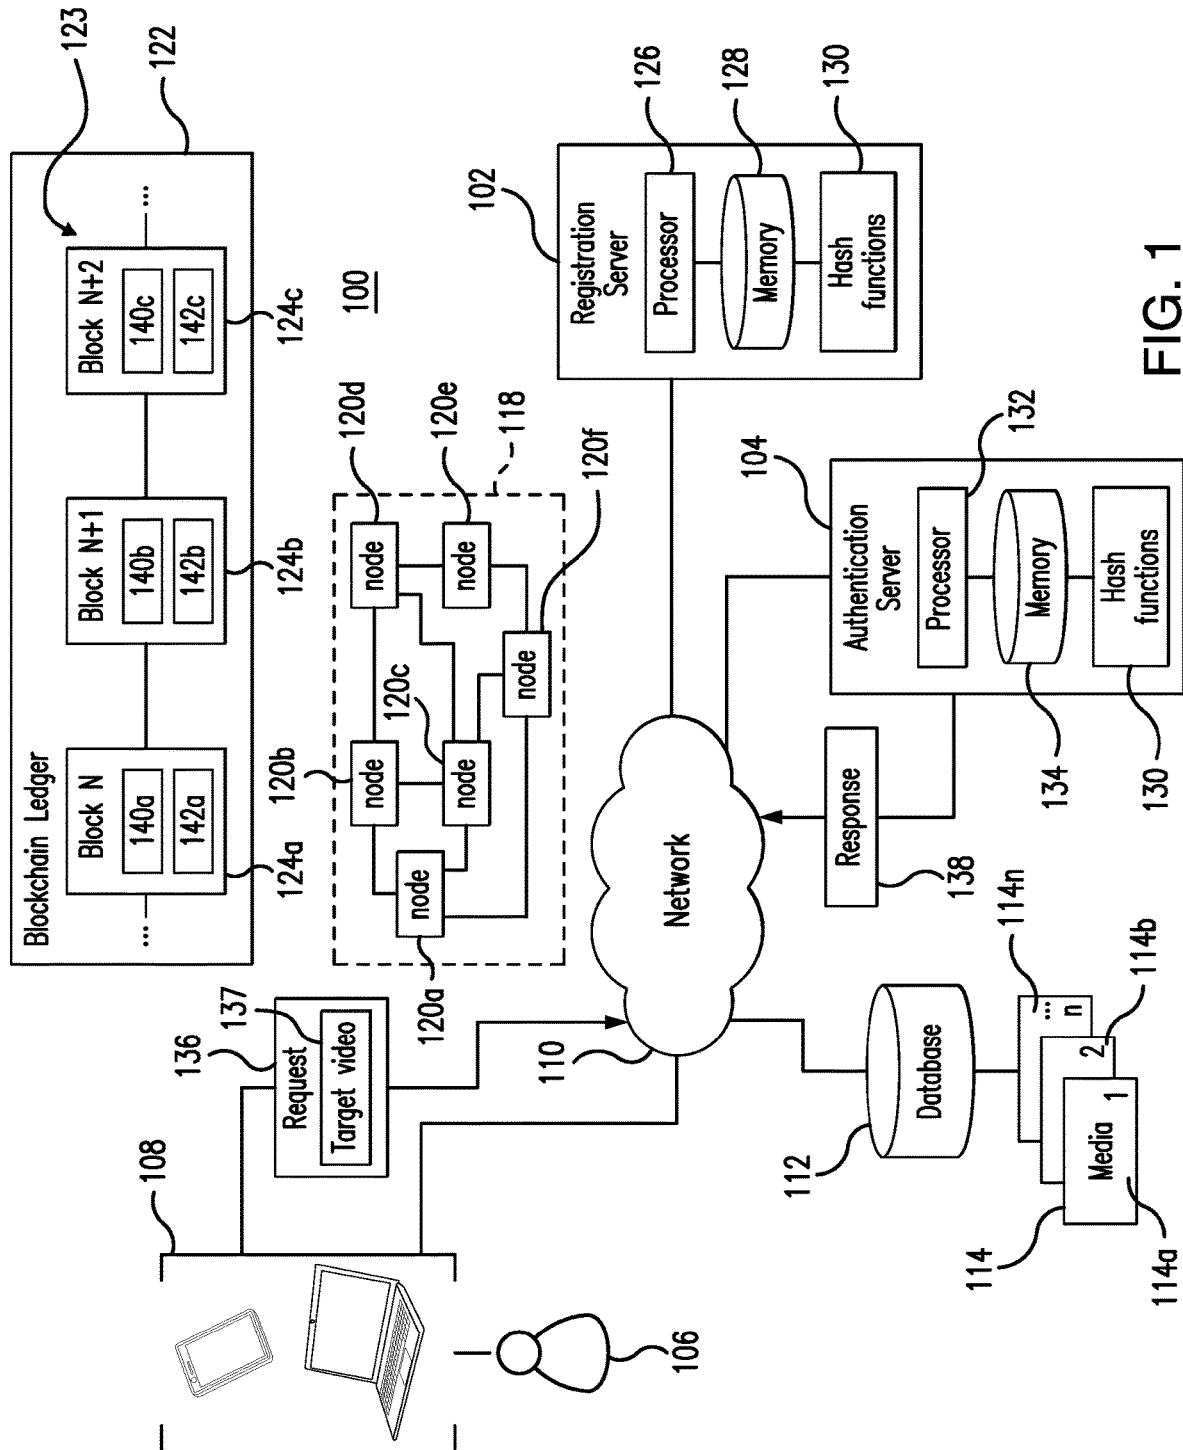 Blockchain Ledger
123
122
Block N
Block N+1
Block N+2
...
140a
142a
140b
142b
140c
142c
...
124a
124b
124c
100
108
136
137
Request
Target video
120b
120d
node
node
120c
node
node
120e
node
node
118
120a
120f
106
110
Network
102
Registration
Server
126
Processor
128
Memory
130
Hash
functions
104
Authentication
Server
132
Processor
Memory
134
Hash
functions
130
Response
138
112
Database
114n
...
n
114b
2
114
Media
1
114a
FIG. 1